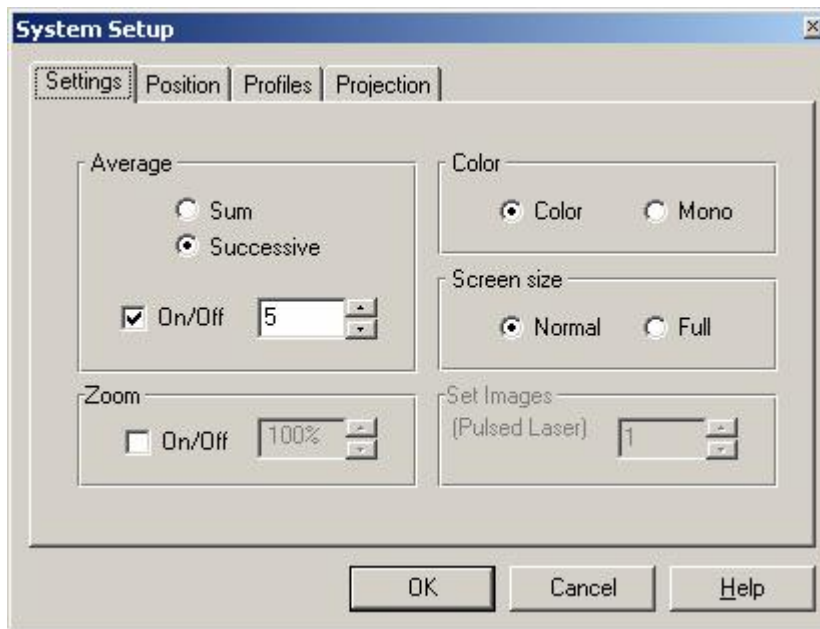 System Setup
Settings Position Profiles Projection
Average
Sum
Successive
On/Off 5
Color
Color Mono
Screen size
Normal Full
Zoom
On/Off 100%
Set Images
(Pulsed Laser) 1
OK Cancel Help